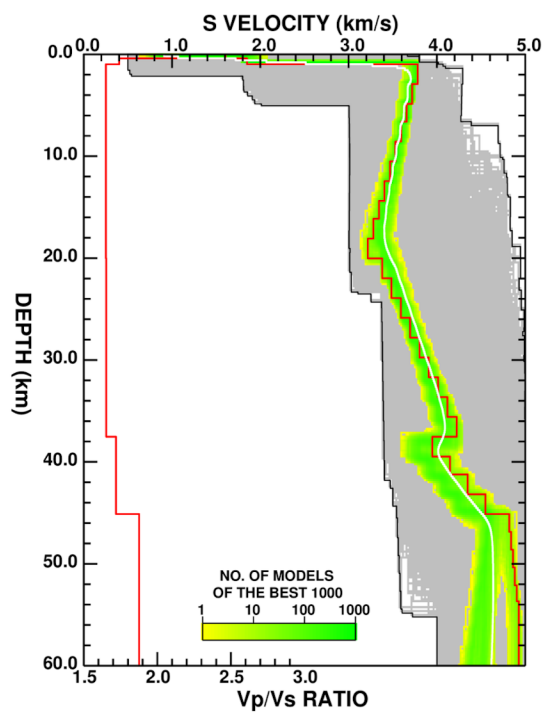 S VELOCITY (km/s)
0.0 1.0 2.0 3.0 4.0 5.0
0.0
10.0
20.0
30.0
40.0
50.0
60.0
DEPTH (km)
NO. OF MODELS
OF THE BEST 1000
1 10 100 1000
1.5 2.0 2.5 3.0
Vp/Vs RATIO